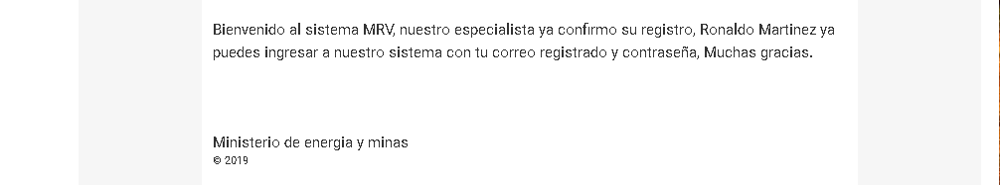 Bienvenido al sistema MRV, nuestro especialista ya confirmo su registro, Ronaldo Martinez ya
puedes ingresar a nuestro sistema con tu correo registrado y contraseña, Muchas gracias.
Ministerio de energia y minas
© 2019